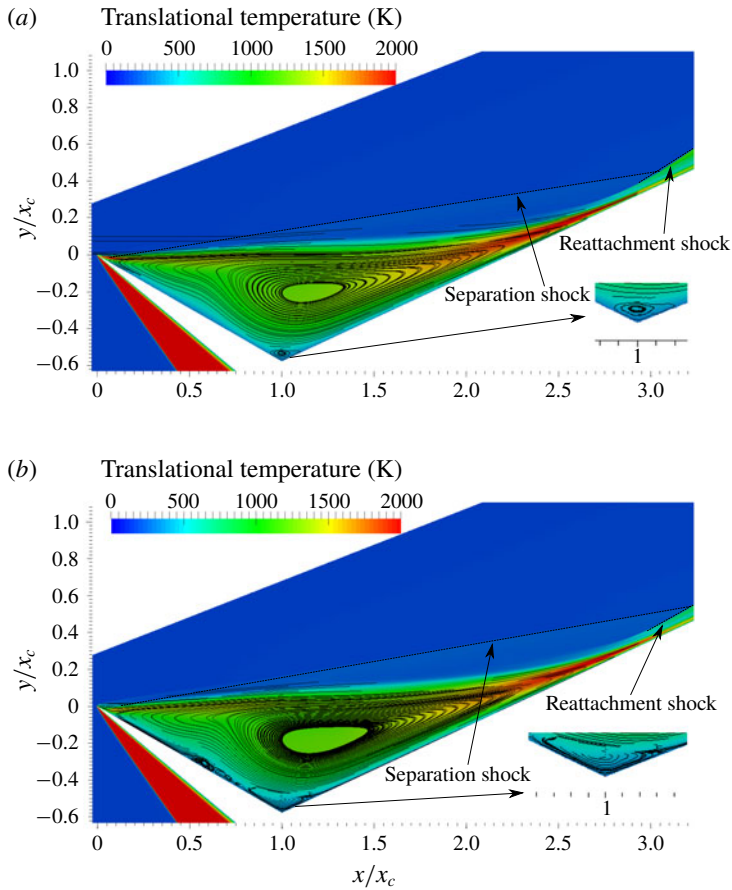 (a) Translational temperature (K)
0 500 1000 1500 2000
1.0
0.8
0.6
0.4
0.2
0
−0.2
−0.4
−0.6
y/x_c
Reattachment shock
Separation shock
1
0 0.5 1.0 1.5 2.0 2.5 3.0
(b) Translational temperature (K)
0 500 1000 1500 2000
1.0
0.8
0.6
0.4
0.2
0
−0.2
−0.4
−0.6
y/x_c
Reattachment shock
Separation shock
1
0 0.5 1.0 1.5 2.0 2.5 3.0
x/x_c